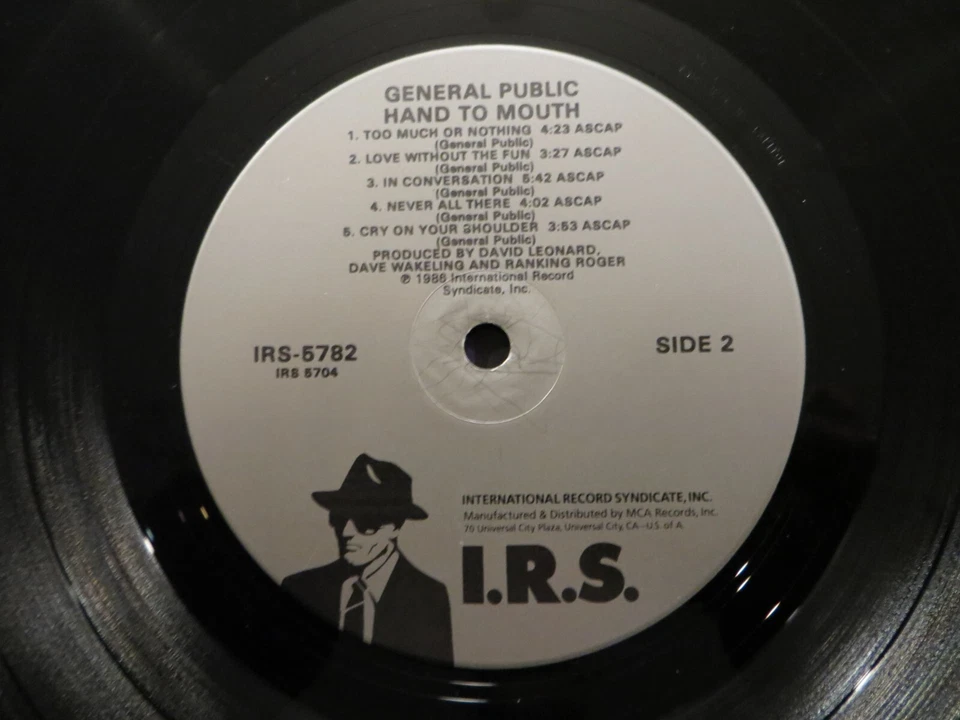 GENERAL PUBLIC
HAND TO MOUTH
1. TOO MUCH OR NOTHING 4:23 ASCAP
(General Public)
2. LOVE WITHOUT THE FUN 3:27 ASCAP
(General Public)
3. IN CONVERSATION 5:42 ASCAP
(General Public)
4. NEVER ALL THERE 4:02 ASCAP
(General Public)
5. CRY ON YOUR SHOULDER 3:53 ASCAP
(General Public)
PRODUCED BY DAVID LEONARD,
DAVE WAKELING AND RANKING ROGER
℗ 1986 International Record
Syndicate, Inc.
IRS-5782
IRS 5704
SIDE 2
INTERNATIONAL RECORD SYNDICATE, INC.
Manufactured & Distributed by MCA Records, Inc.
70 Universal City Plaza, Universal City, CA–U.S. of A.
I.R.S.